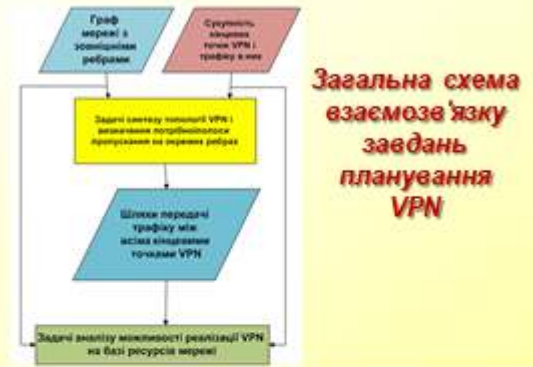 Граф
мережі з
зовнішніми
ребрами
Сукупність
кінцевих
точок VPN і
трафіку в них
Задачі синтезу топології VPN і
визначення потрібноїполоси
пропускання на окремих ребрах
Шляхи передачі
трафіку між
всіма кінцевими
точками VPN
Задачі аналізу можливості реалізації VPN
на базі ресурсів мережі
Загальна схема
взаємозв'язку
завдань
планування
VPN